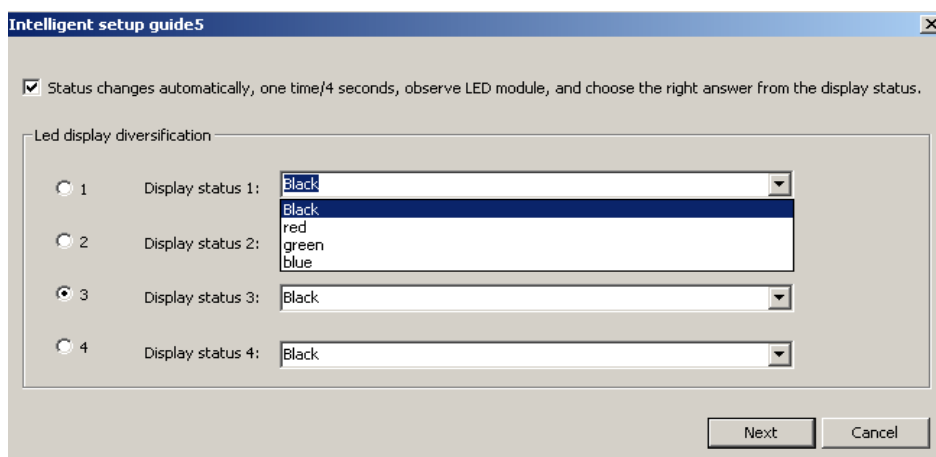 Intelligent setup guide5
Status changes automatically, one time/4 seconds, observe LED module, and choose the right answer from the display status.
Led display diversification
1 Display status 1: Black
Black
red
2 Display status 2: green
blue
3 Display status 3: Black
4 Display status 4: Black
Next Cancel